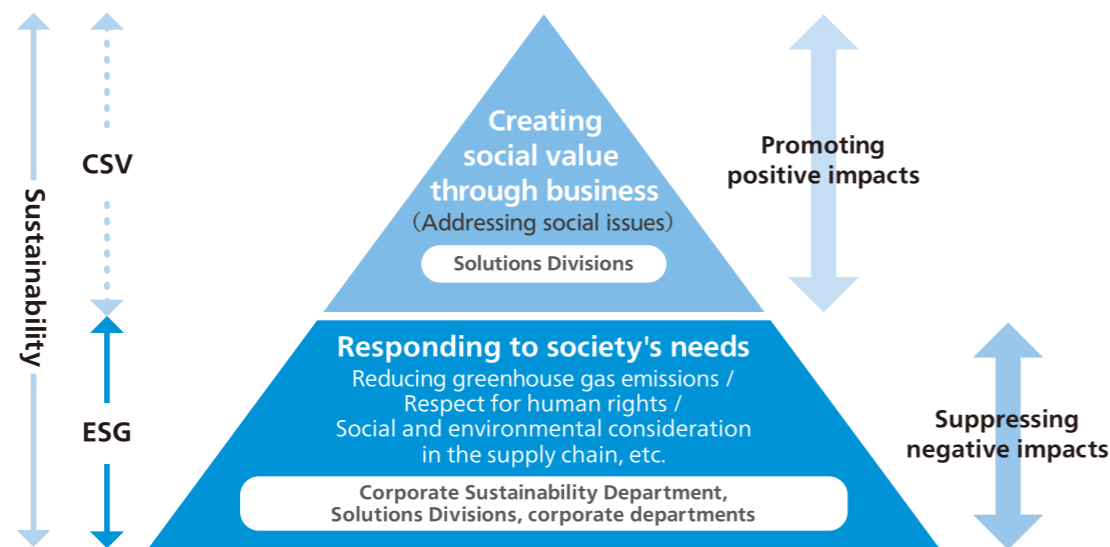 Sustainability
CSV
ESG
Creating
social value
through business
（Addressing social issues）
Solutions Divisions
Promoting
positive impacts
Responding to society's needs
Reducing greenhouse gas emissions /
Respect for human rights /
Social and environmental consideration
in the supply chain, etc.
Corporate Sustainability Department,
Solutions Divisions, corporate departments
Suppressing
negative impacts